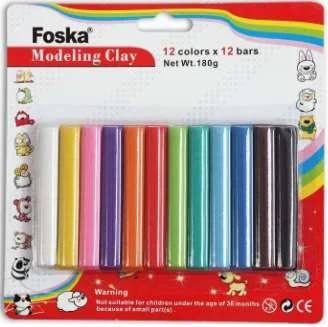 Foska®
Modeling Clay
12 colors x 12 bars
Net Wt. 180g
Warning
Not suitable for children under the age of 36 months
because of small parts.